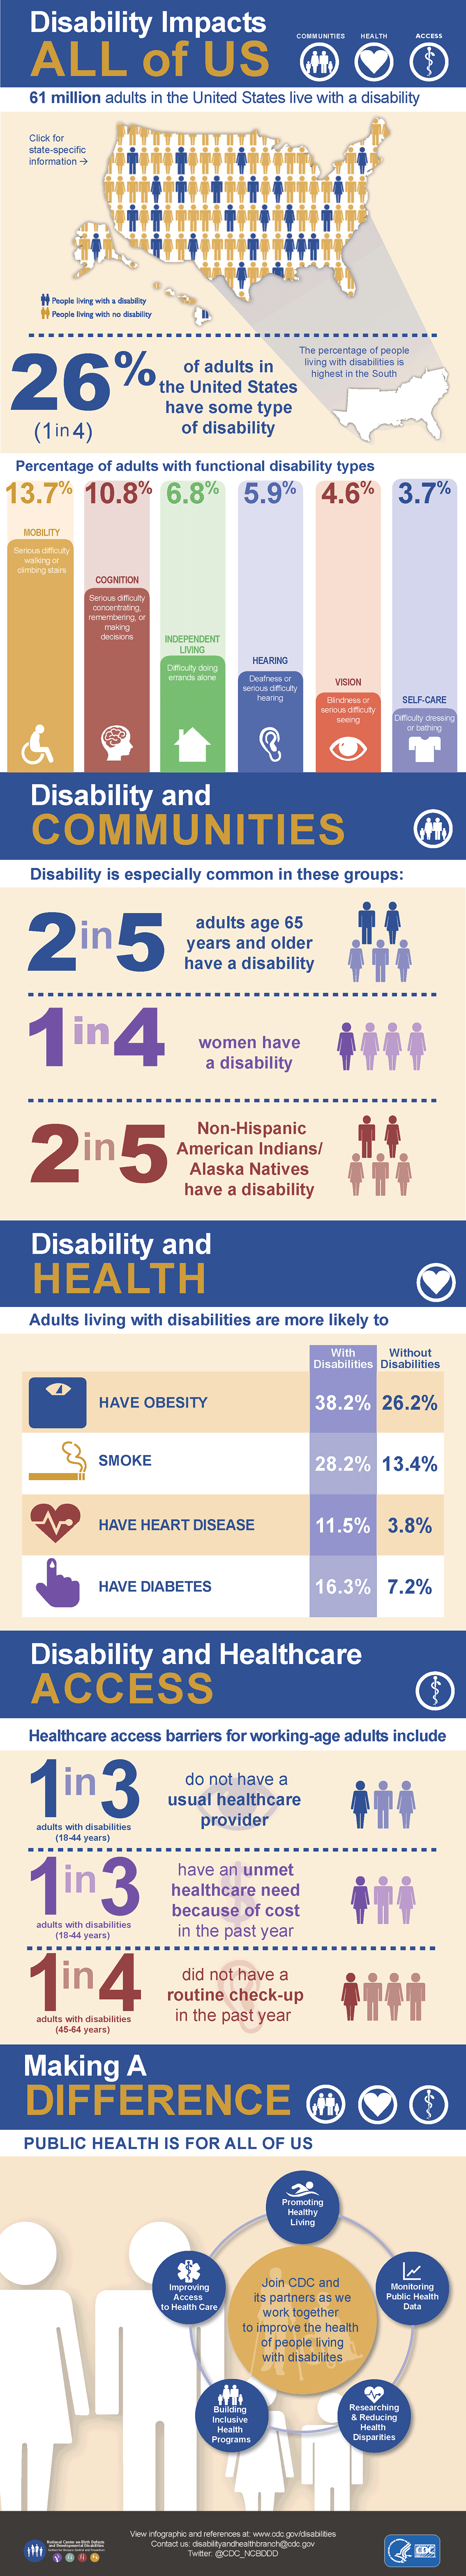 Disability Impacts
ALL of US
COMMUNITIES
HEALTH
ACCESS
61 million adults in the United States live with a disability
Click for
state-specific
information →
People living with a disability
People living with no disability
26%
(1 in 4)
of adults in
the United States
have some type
of disability
The percentage of people
living with disabilities is
highest in the South
Percentage of adults with functional disability types
13.7%
MOBILITY
Serious difficulty
walking or
climbing stairs
10.8%
COGNITION
Serious difficulty
concentrating,
remembering, or
making
decisions
6.8%
INDEPENDENT
LIVING
Difficulty doing
errands alone
5.9%
HEARING
Deafness or
serious difficulty
hearing
4.6%
VISION
Blindness or
serious difficulty
seeing
3.7%
SELF-CARE
Difficulty dressing
or bathing
Disability and
COMMUNITIES
Disability is especially common in these groups:
2 in 5
adults age 65
years and older
have a disability
1 in 4
women have
a disability
2 in 5
Non-Hispanic
American Indians/
Alaska Natives
have a disability
Disability and
HEALTH
Adults living with disabilities are more likely to
With
Disabilities
Without
Disabilities
HAVE OBESITY 38.2% 26.2%
SMOKE 28.2% 13.4%
HAVE HEART DISEASE 11.5% 3.8%
HAVE DIABETES 16.3% 7.2%
Disability and Healthcare
ACCESS
Healthcare access barriers for working-age adults include
1 in 3
adults with disabilities
(18-44 years)
do not have a
usual healthcare
provider
1 in 3
adults with disabilities
(18-44 years)
have an unmet
healthcare need
because of cost
in the past year
1 in 4
adults with disabilities
(45-64 years)
did not have a
routine check-up
in the past year
Making A
DIFFERENCE
PUBLIC HEALTH IS FOR ALL OF US
Promoting
Healthy
Living
Improving
Access
to Health Care
Monitoring
Public Health
Data
Join CDC and
its partners as we
work together
to improve the health
of people living
with disabilites
Building
Inclusive
Health
Programs
Researching
& Reducing
Health
Disparities
National Center on Birth Defects
and Developmental Disabilities
View infographic and references at: www.cdc.gov/disabilities
Contact us: disabilityandhealthbranch@cdc.gov
Twitter: @CDC_NCBDDD
CDC